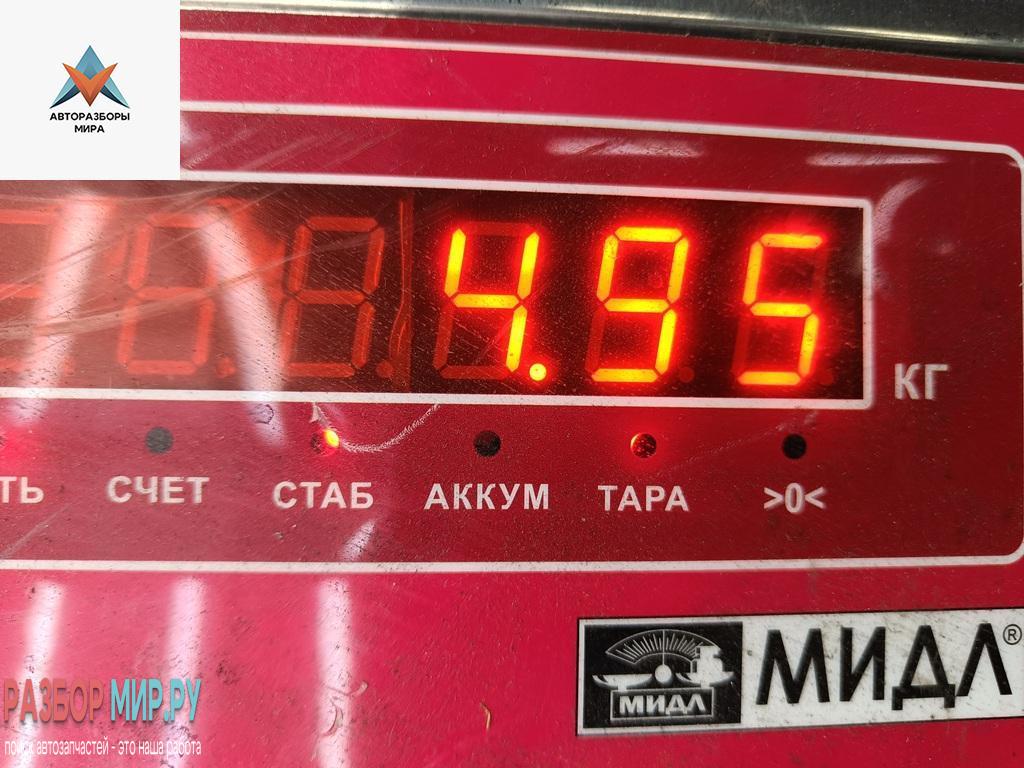 АВТОРАЗБОРЫ
МИРА
4.95
КГ
ТЬ СЧЕТ СТАБ АККУМ ТАРА >0<
МИДЛ
МИДЛ®
РАЗБОР МИР.РУ
поиск автозапчастей - это наша работа